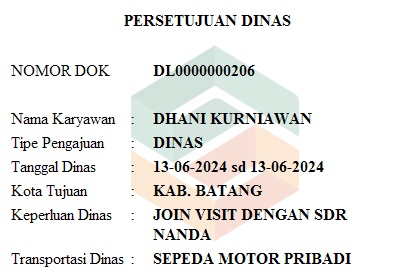 PERSETUJUAN DINAS
NOMOR DOK DL0000000206
Nama Karyawan : DHANI KURNIAWAN
Tipe Pengajuan : DINAS
Tanggal Dinas : 13-06-2024 sd 13-06-2024
Kota Tujuan : KAB. BATANG
Keperluan Dinas : JOIN VISIT DENGAN SDR
NANDA
Transportasi Dinas : SEPEDA MOTOR PRIBADI